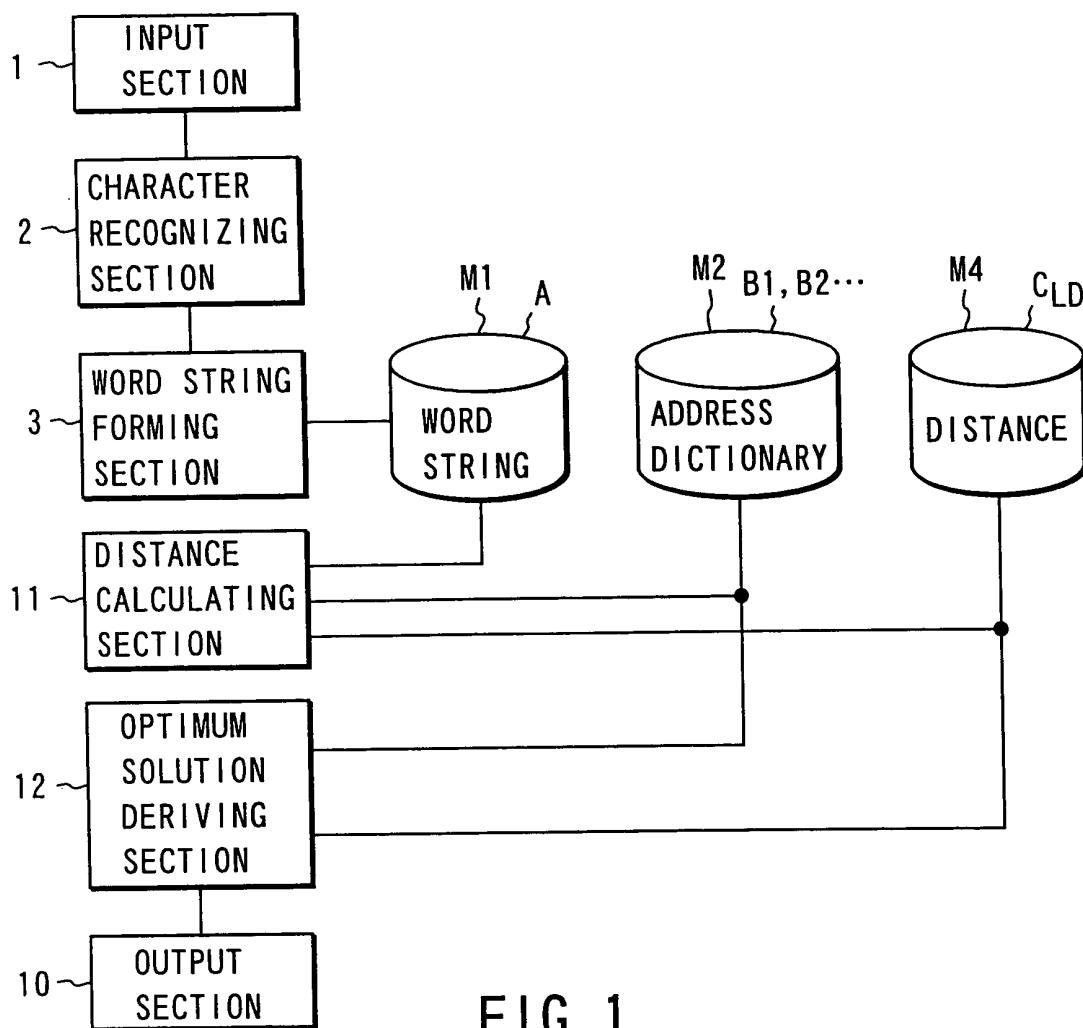 1
INPUT
SECTION
2
CHARACTER
RECOGNIZING
SECTION
3
WORD STRING
FORMING
SECTION
M1
A
WORD
STRING
M2
B1, B2···
ADDRESS
DICTIONARY
M4
CLD
DISTANCE
11
DISTANCE
CALCULATING
SECTION
12
OPTIMUM
SOLUTION
DERIVING
SECTION
10
OUTPUT
SECTION
FIG. 1